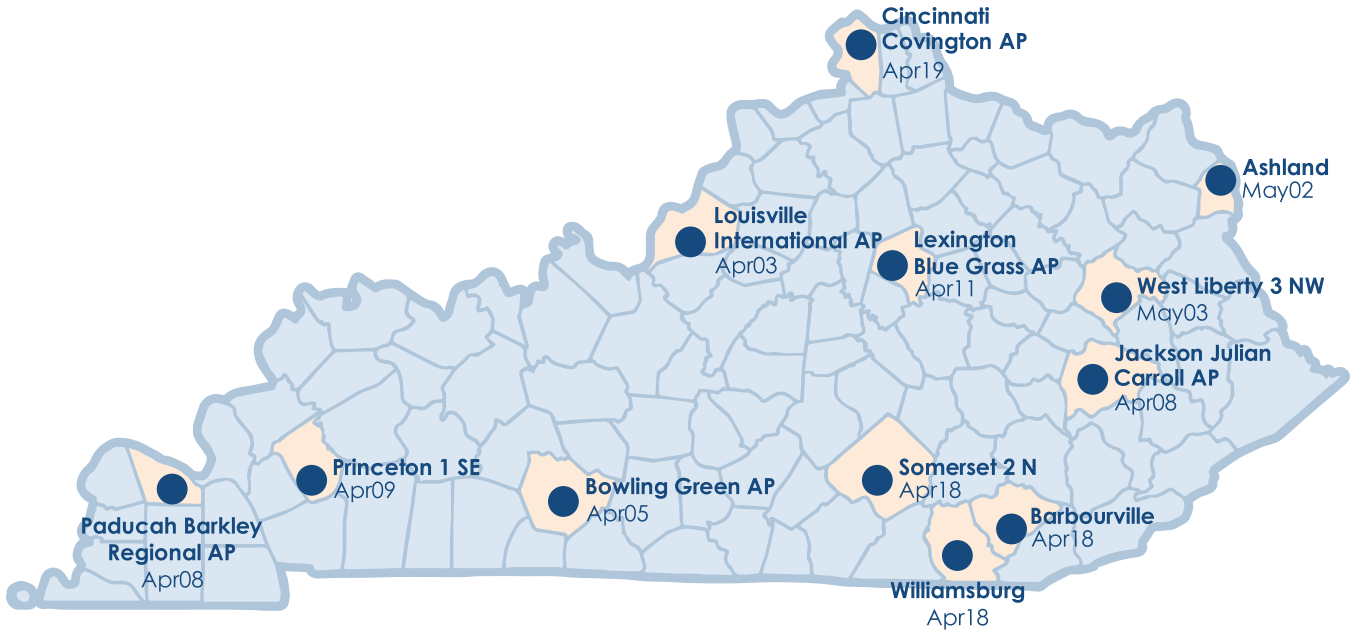 Cincinnati
Covington AP
Apr19
Ashland
May02
Louisville
International AP
Apr03
Lexington
Blue Grass AP
Apr11
West Liberty 3 NW
May03
Jackson Julian
Carroll AP
Apr08
Princeton 1 SE
Apr09
Bowling Green AP
Apr05
Somerset 2 N
Apr18
Paducah Barkley
Regional AP
Apr08
Barbourville
Apr18
Williamsburg
Apr18